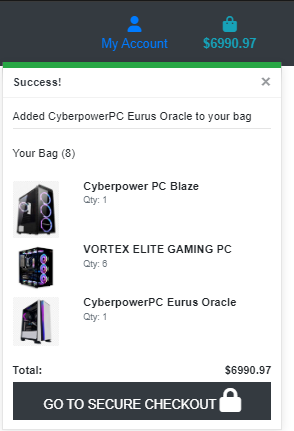 My Account
$6990.97
Success!
×
Added CyberpowerPC Eurus Oracle to your bag
Your Bag (8)
Cyberpower PC Blaze
Qty: 1
VORTEX ELITE GAMING PC
Qty: 6
CyberpowerPC Eurus Oracle
Qty: 1
Total: $6990.97
GO TO SECURE CHECKOUT